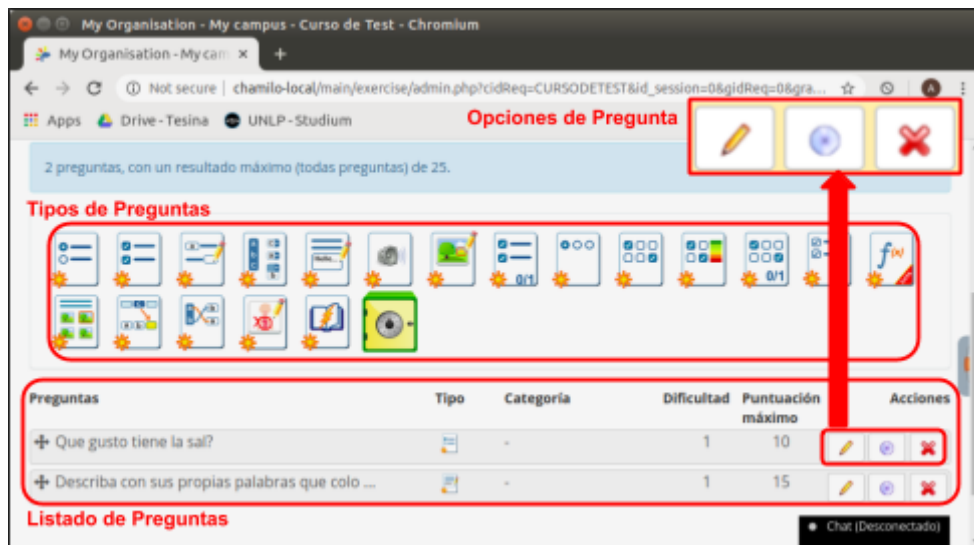 My Organisation - My campus - Curso de Test - Chromium
My Organisation - My cam
Not secure | chamilo-local/main/exercise/admin.php?cidReq=CURSODETEST&id_session=0&gidReq=0&gra...
A
Apps Drive - Tesina UNLP - Studium
Opciones de Pregunta
2 preguntas, con un resultado máximo (todas preguntas) de 25.
Tipos de Preguntas
0/1
0/1
f(x)
Preguntas Tipo Categoría Dificultad Puntuación máximo Acciones
Que gusto tiene la sal? - 1 10
Describa con sus propias palabras que colo ... - 1 15
Listado de Preguntas
Chat (Desconectado)